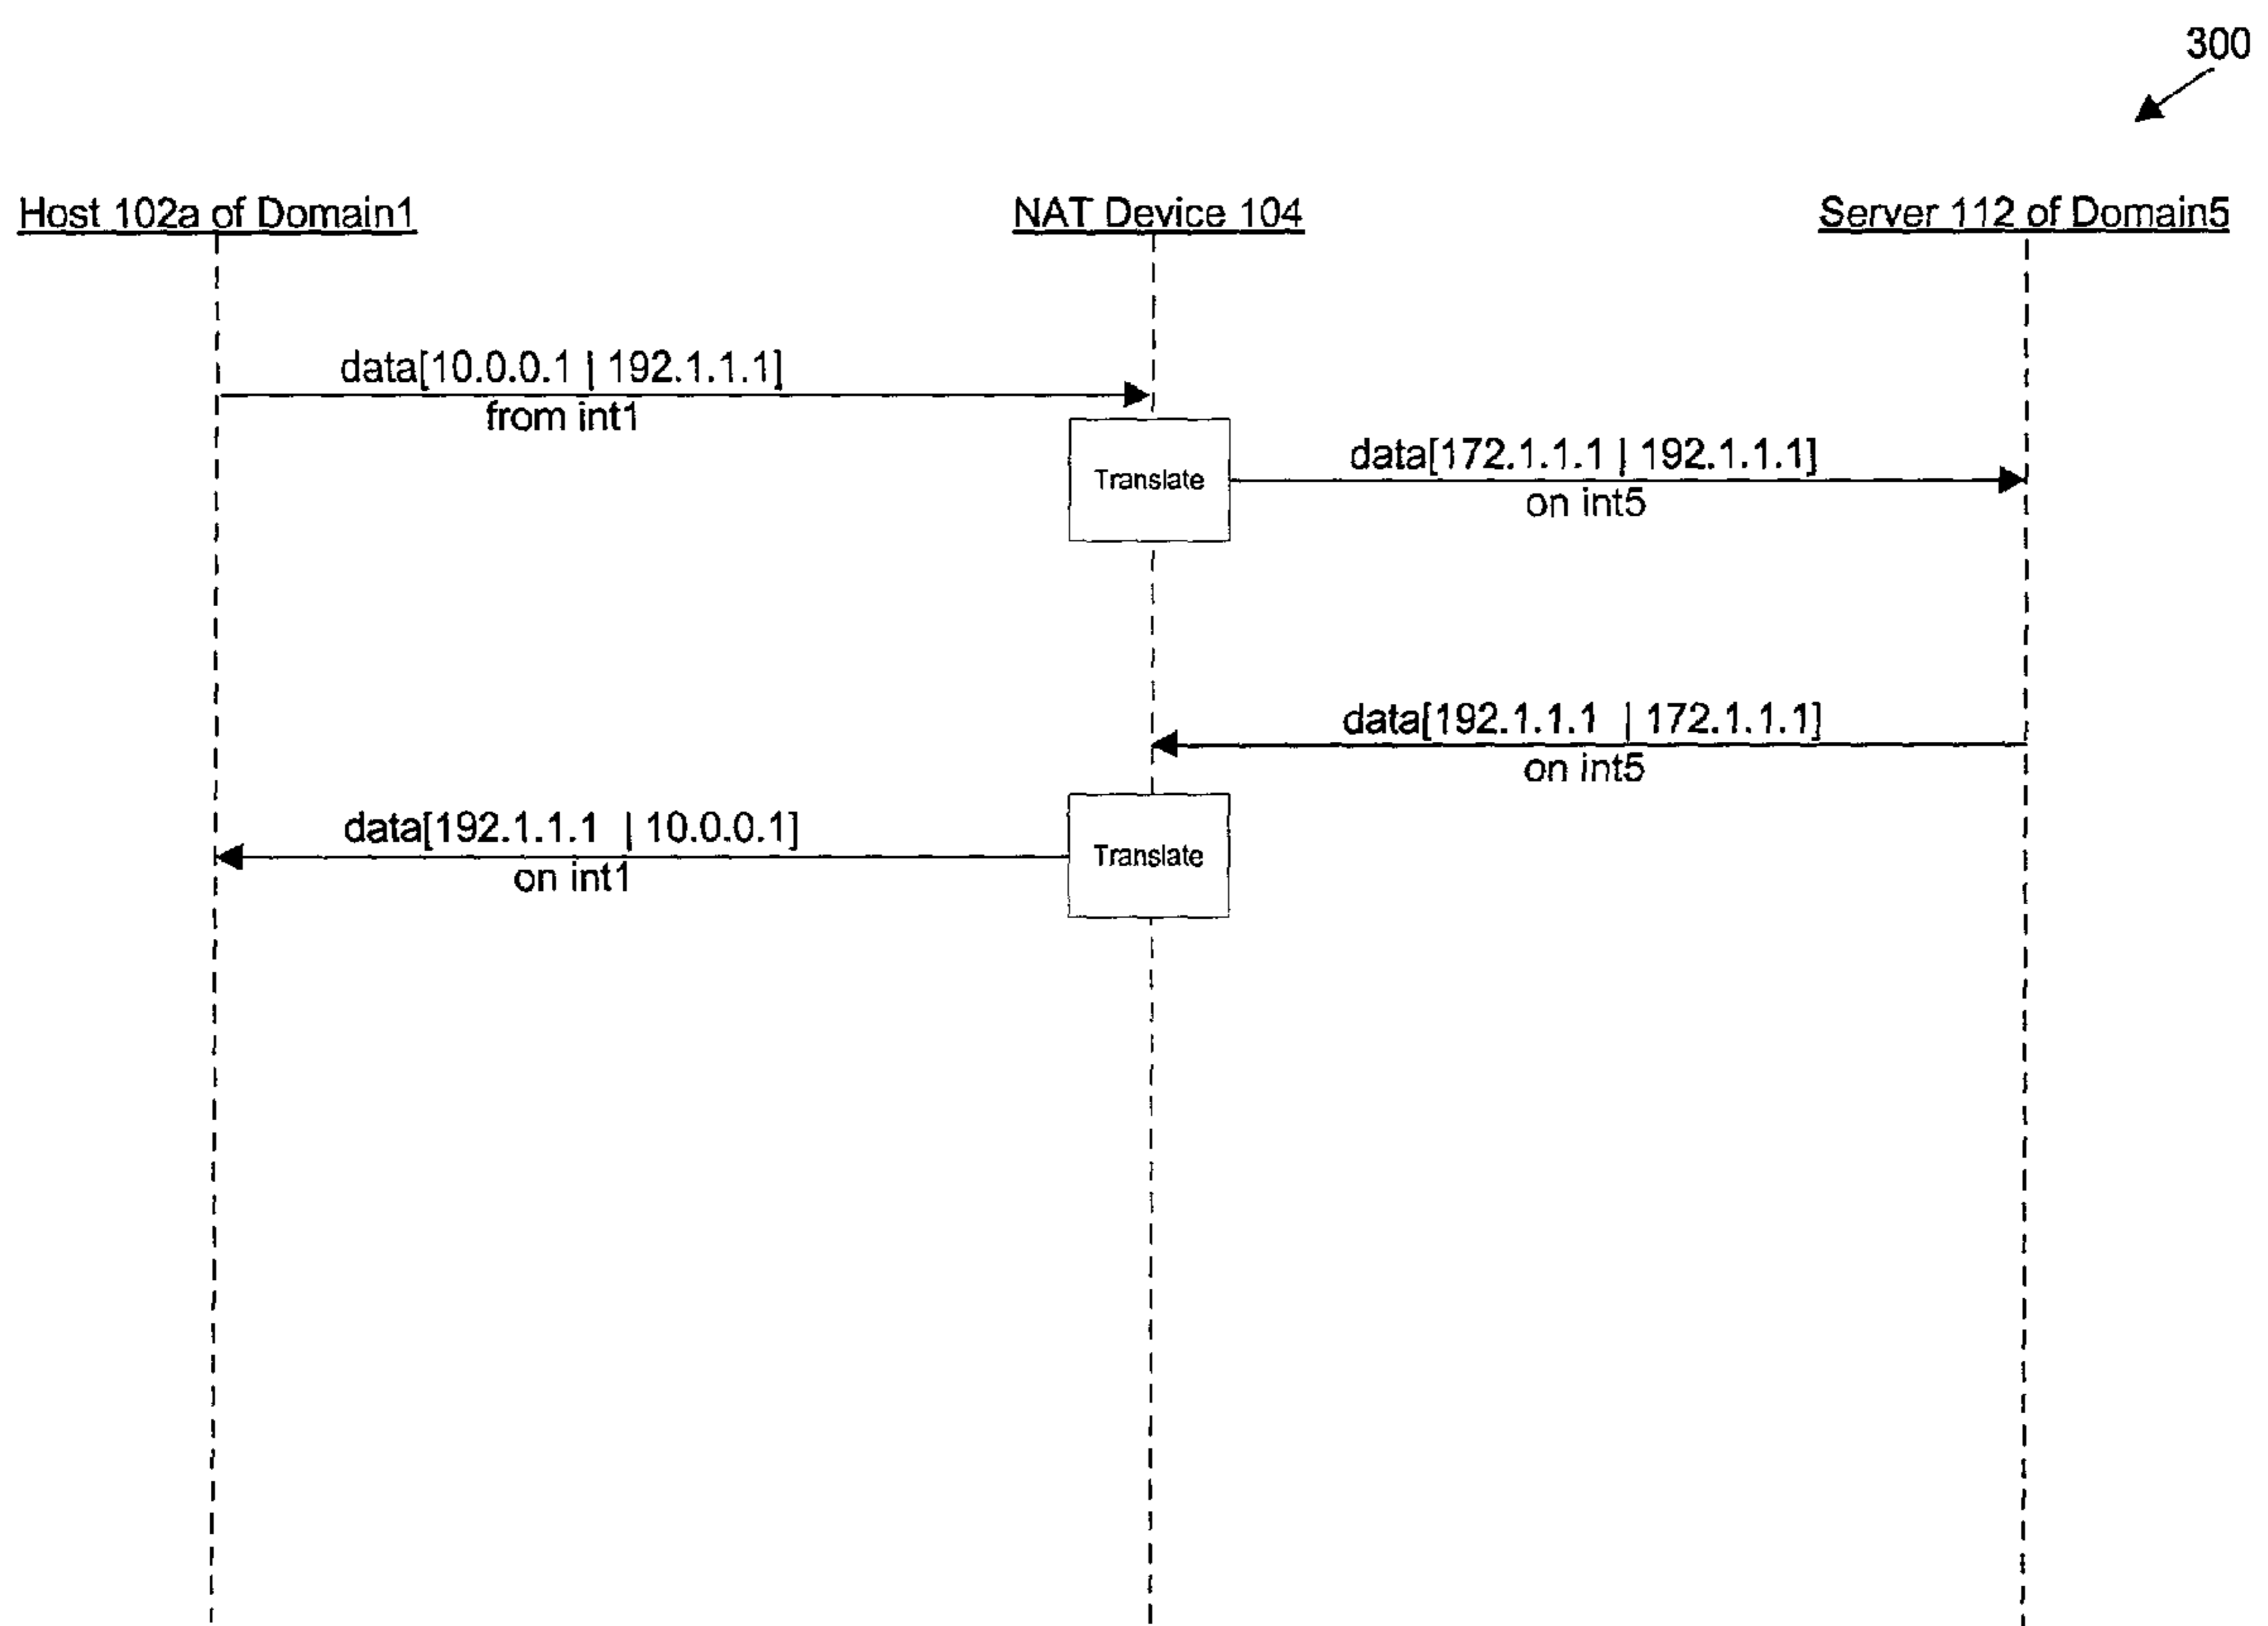 300
Host 102a of Domain1
NAT Device 104
Server 112 of Domain5
data[10.0.0.1 | 192.1.1.1]
from int1
Translate
data[172.1.1.1 | 192.1.1.1]
on int5
data[192.1.1.1 | 172.1.1.1]
on int5
data[192.1.1.1 | 10.0.0.1]
on int1
Translate